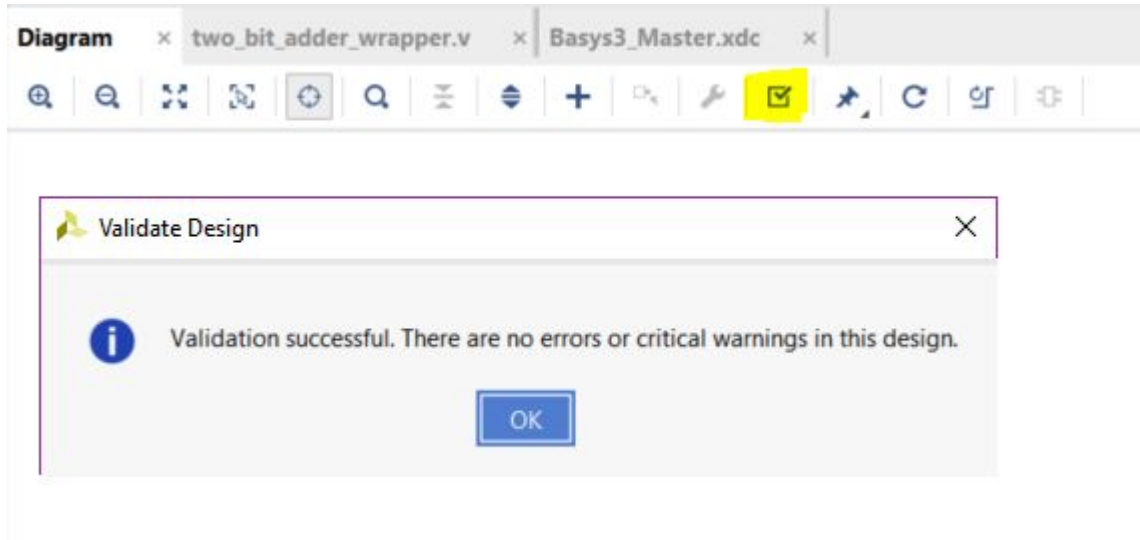 Diagram × two_bit_adder_wrapper.v × Basys3_Master.xdc ×
Validate Design
Validation successful. There are no errors or critical warnings in this design.
OK